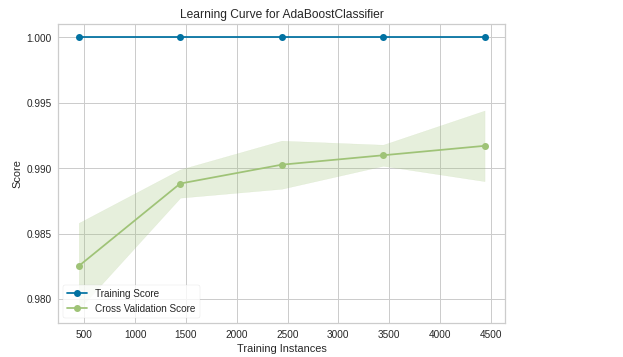 Learning Curve for AdaBoostClassifier
1.000
0.995
0.990
0.985
0.980
Score
Training Score
Cross Validation Score
500 1000 1500 2000 2500 3000 3500 4000 4500
Training Instances